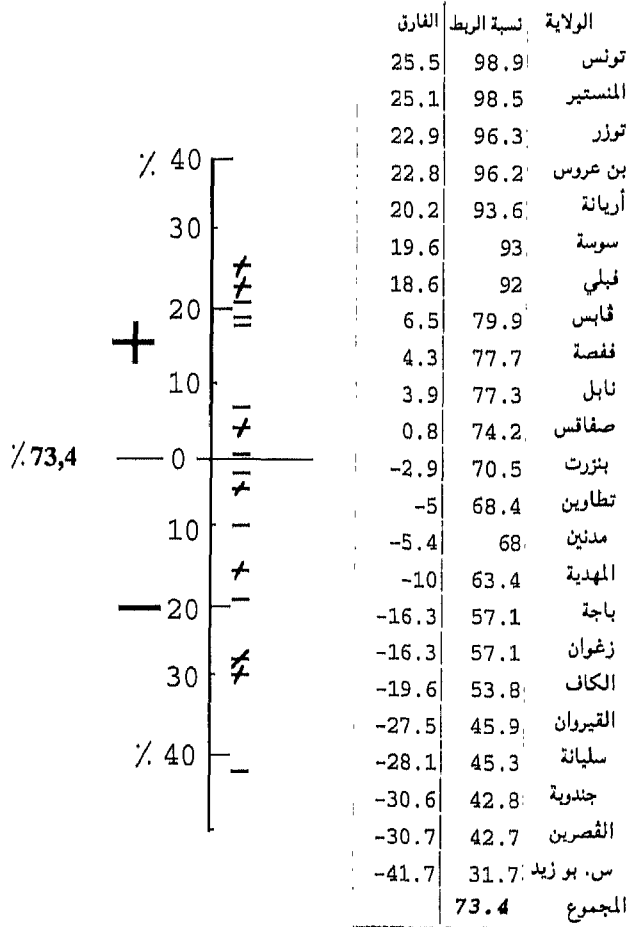 الولاية نسبة الربط الفارق
تونس 98.9 25.5
المنستير 98.5 25.1
توزر 96.3 22.9
بن عروس 96.2 22.8
أريانة 93.6 20.2
سوسة 93 19.6
قبلي 92 18.6
ڨابس 79.9 6.5
قفصة 77.7 4.3
نابل 77.3 3.9
صفاقس 74.2 0.8
بنزرت 70.5 -2.9
تطاوين 68.4 -5
مدنين 68 -5.4
المهدية 63.4 -10
باجة 57.1 -16.3
زغوان 57.1 -16.3
الكاف 53.8 -19.6
القيروان 45.9 -27.5
سليانة 45.3 -28.1
جندوبة 42.8 -30.6
القصرين 42.7 -30.7
س. بو زيد 31.7 -41.7
المجموع 73.4
٪ 40
30
20
+
10
٪ 73,4 0
10
− 20
30
٪ 40